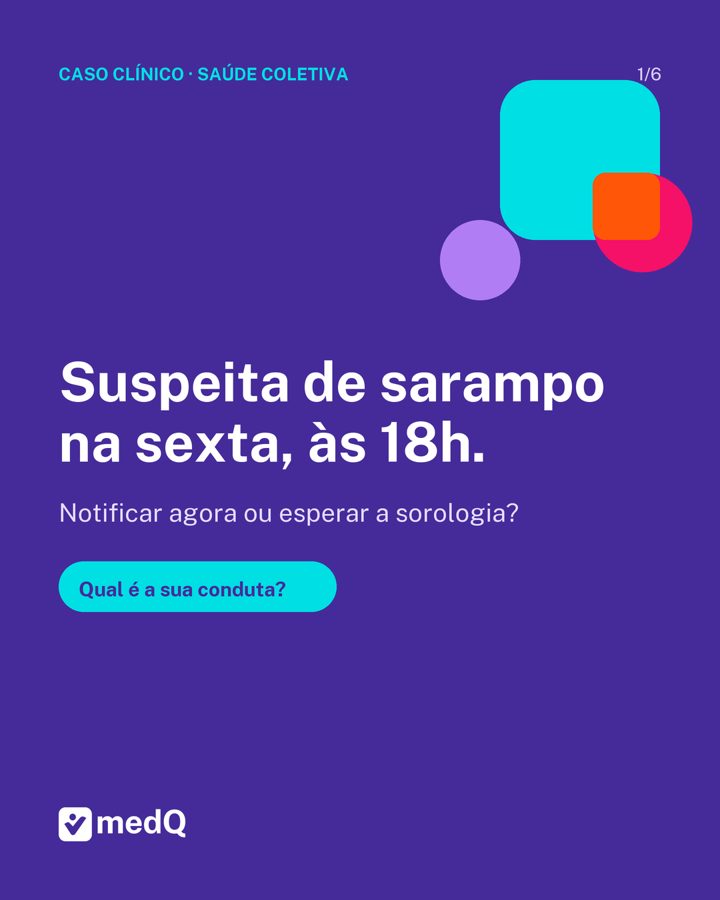 CASO CLÍNICO · SAÚDE COLETIVA
1/6
Suspeita de sarampo
na sexta, às 18h.
Notificar agora ou esperar a sorologia?
Qual é a sua conduta?
medQ